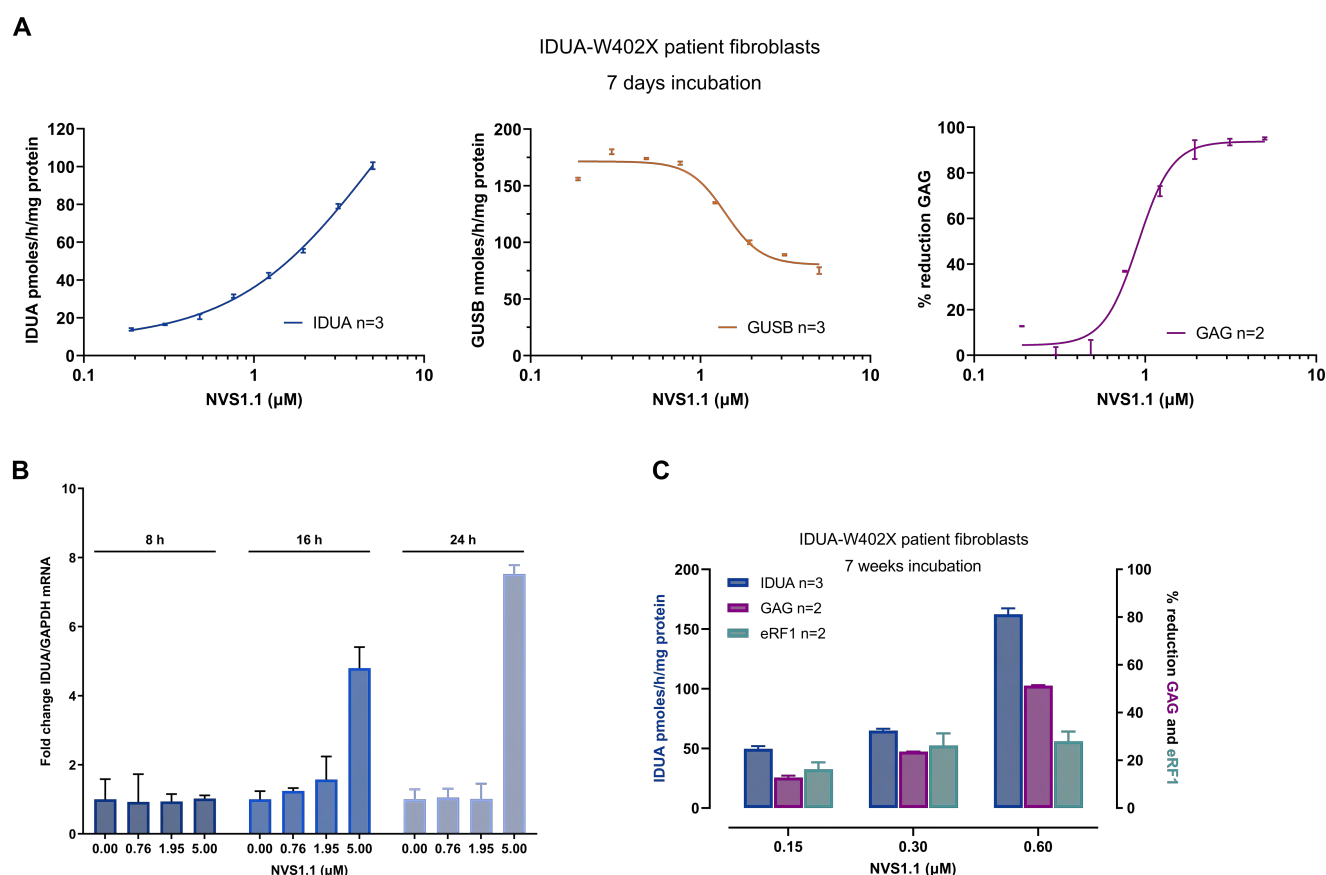 A
IDUA-W402X patient fibroblasts
7 days incubation
IDUA pmoles/h/mg protein
120
100
80
60
40
20
0
0.1
1
10
NVS1.1 (µM)
IDUA n=3
GUSB nmoles/h/mg protein
200
150
100
50
0
0.1
1
10
NVS1.1 (µM)
GUSB n=3
% reduction GAG
100
80
60
40
20
0
0.1
1
10
NVS1.1 (µM)
GAG n=2
B
Fold change IDUA/GAPDH mRNA
10
8
6
4
2
0
8 h
16 h
24 h
0.00 0.76 1.95 5.00 0.00 0.76 1.95 5.00 0.00 0.76 1.95 5.00
NVS1.1 (µM)
C
IDUA-W402X patient fibroblasts
7 weeks incubation
IDUA pmoles/h/mg protein
200
150
100
50
0
IDUA n=3
GAG n=2
eRF1 n=2
100
80
60
40
20
0
% reduction GAG and eRF1
0.15 0.30 0.60
NVS1.1 (µM)